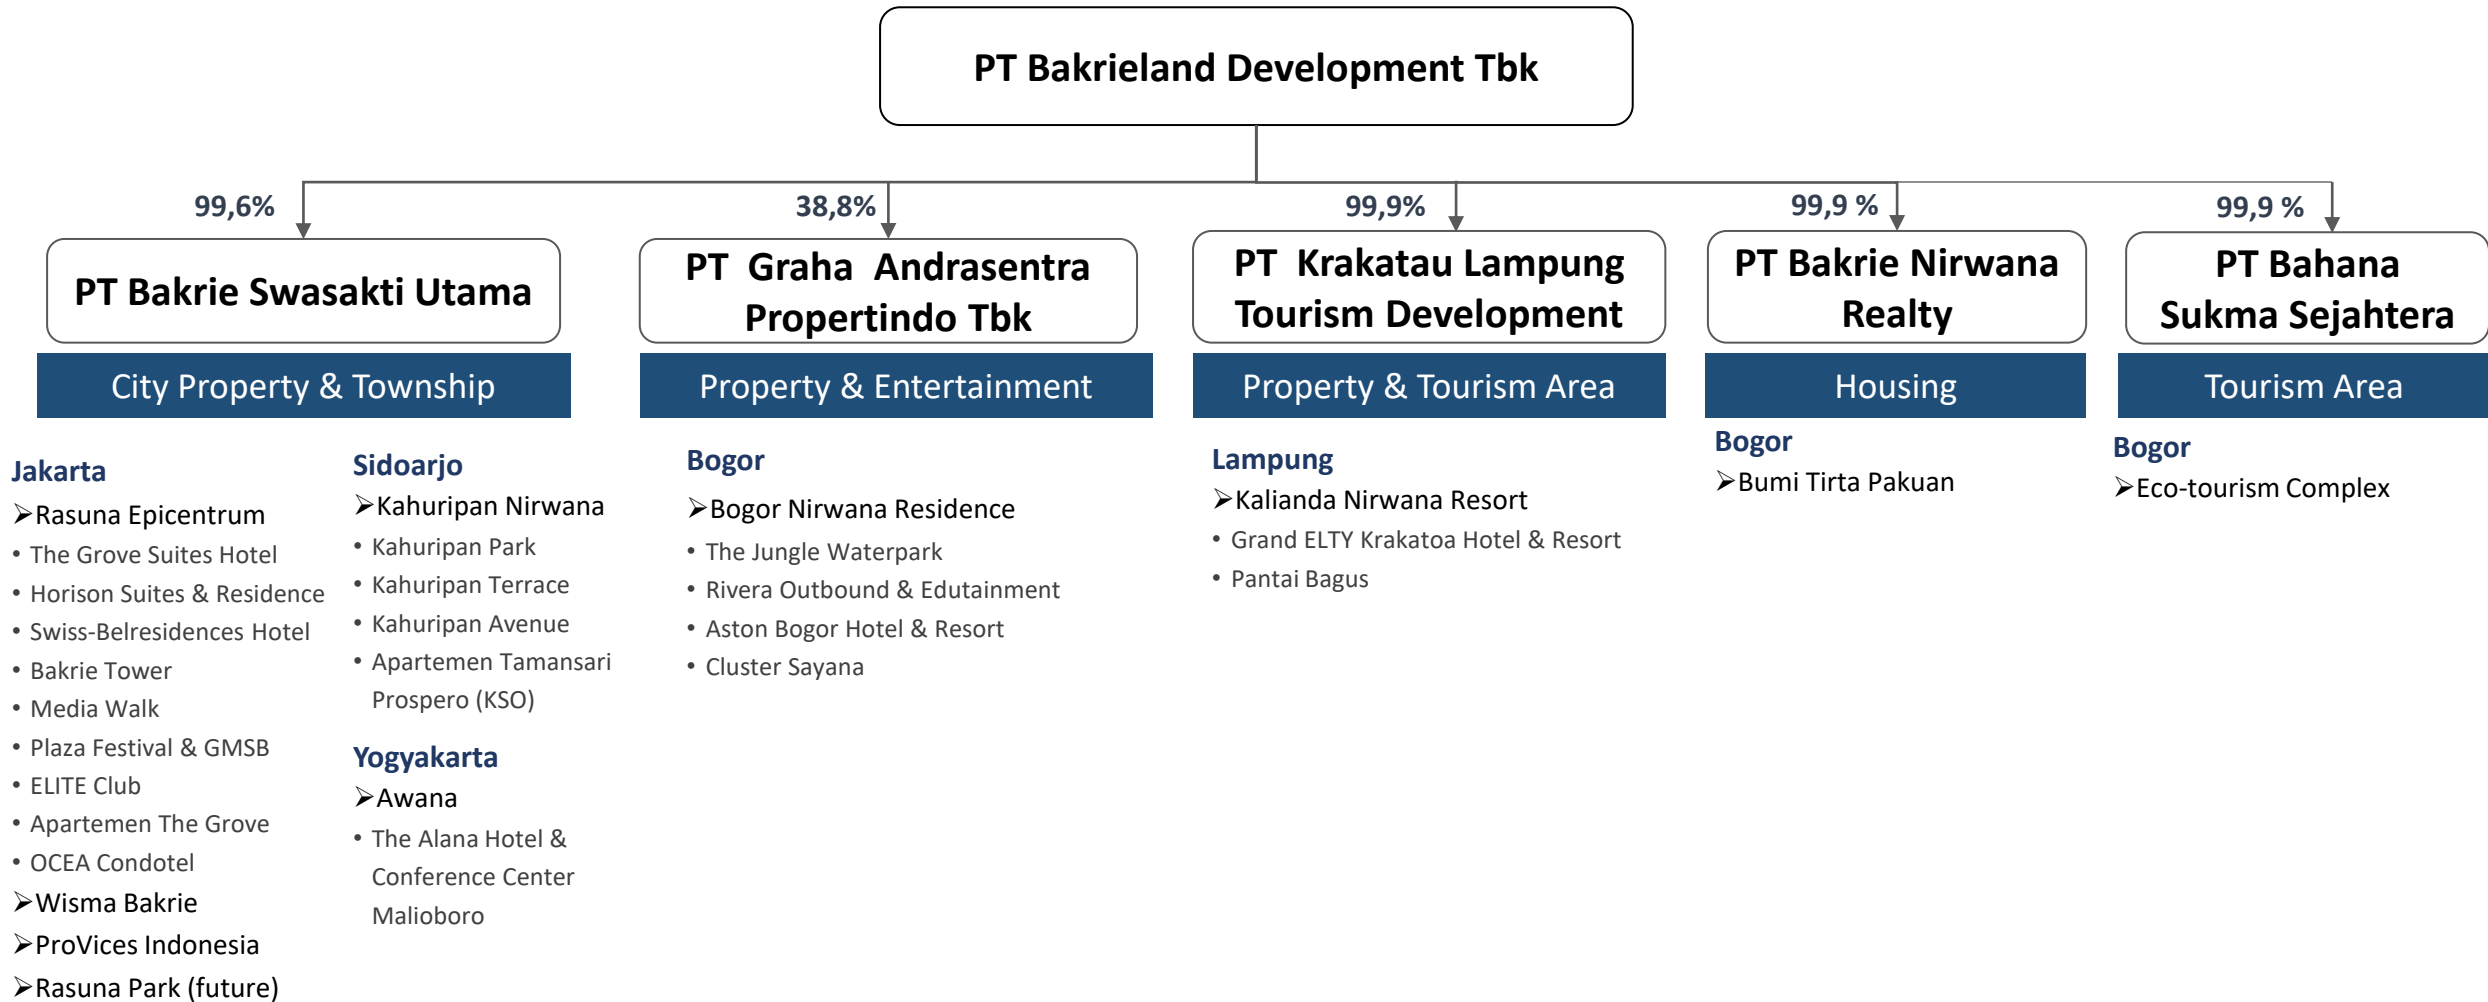 PT Bakrieland Development Tbk
99,6%
PT Bakrie Swasakti Utama
City Property & Township
Jakarta
➢Rasuna Epicentrum
• The Grove Suites Hotel
• Horison Suites & Residence
• Swiss-Belresidences Hotel
• Bakrie Tower
• Media Walk
• Plaza Festival & GMSB
• ELITE Club
• Apartemen The Grove
• OCEA Condotel
➢Wisma Bakrie
➢ProVices Indonesia
➢Rasuna Park (future)
Sidoarjo
➢Kahuripan Nirwana
• Kahuripan Park
• Kahuripan Terrace
• Kahuripan Avenue
• Apartemen Tamansari
Prospero (KSO)
Yogyakarta
➢Awana
• The Alana Hotel &
Conference Center
Malioboro
38,8%
PT Graha Andrasentra
Propertindo Tbk
Property & Entertainment
Bogor
➢Bogor Nirwana Residence
• The Jungle Waterpark
• Rivera Outbound & Edutainment
• Aston Bogor Hotel & Resort
• Cluster Sayana
99,9%
PT Krakatau Lampung
Tourism Development
Property & Tourism Area
Lampung
➢Kalianda Nirwana Resort
• Grand ELTY Krakatoa Hotel & Resort
• Pantai Bagus
99,9 %
PT Bakrie Nirwana
Realty
Housing
Bogor
➢Bumi Tirta Pakuan
99,9 %
PT Bahana
Sukma Sejahtera
Tourism Area
Bogor
➢Eco-tourism Complex